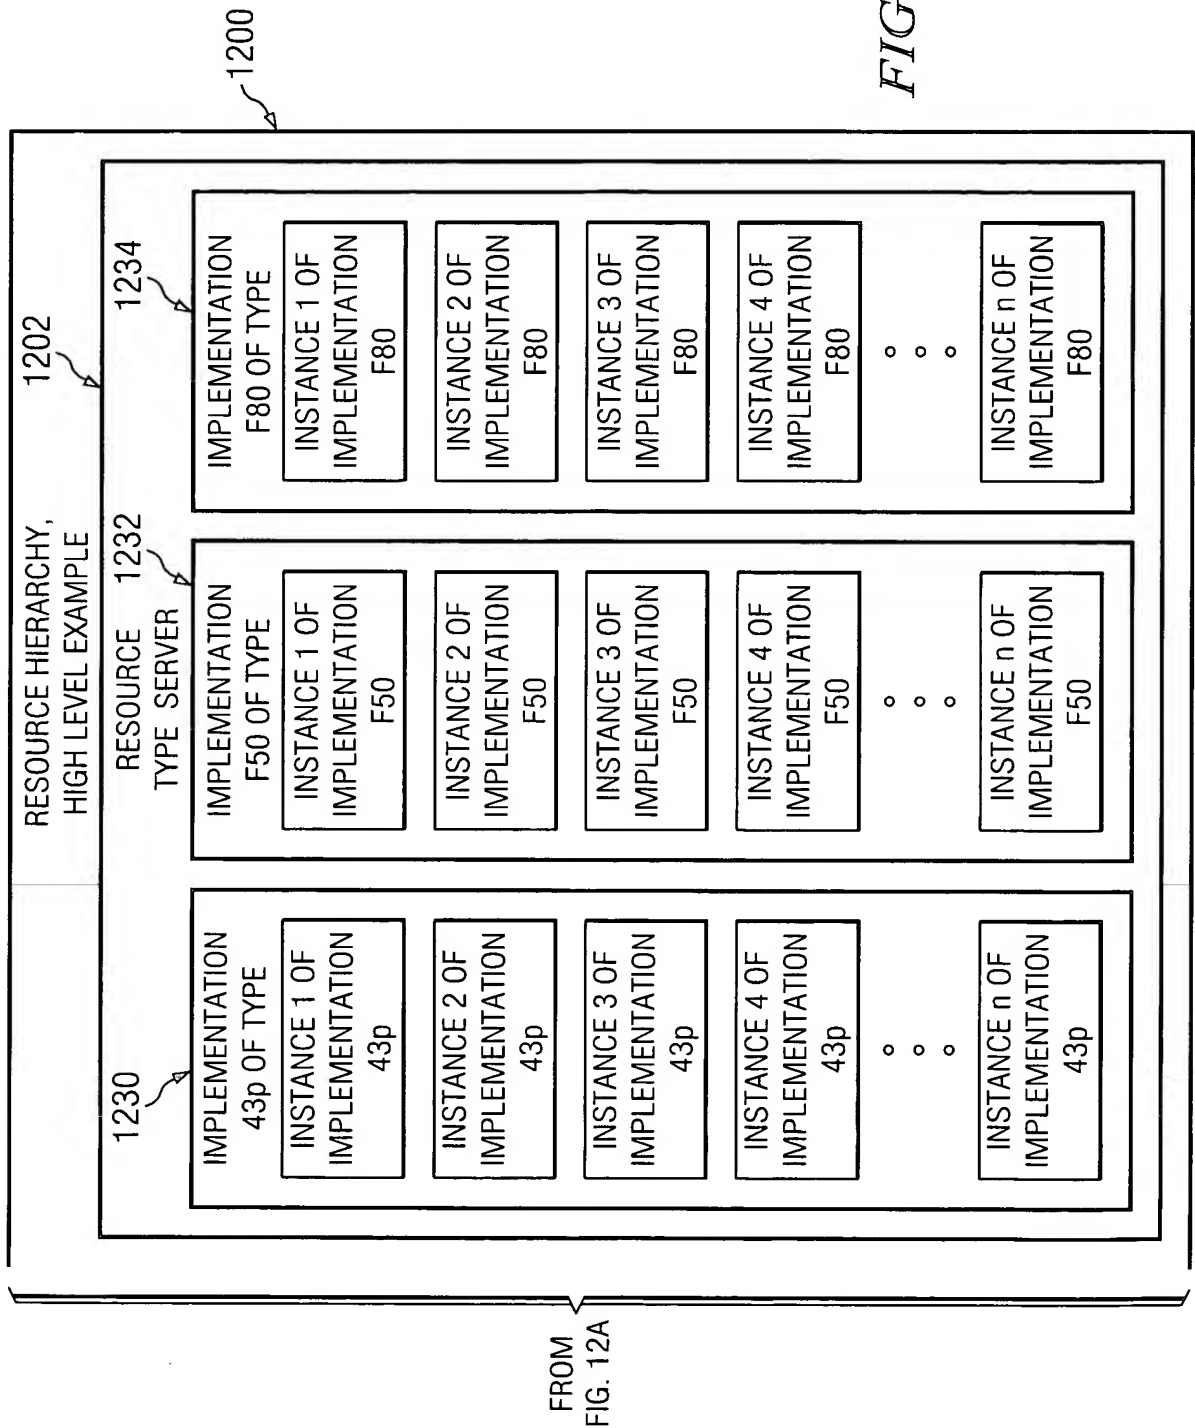 RESOURCE HIERARCHY,
HIGH LEVEL EXAMPLE
1202
1200
RESOURCE
TYPE SERVER
1230
IMPLEMENTATION
43p OF TYPE
INSTANCE 1 OF
IMPLEMENTATION
43p
INSTANCE 2 OF
IMPLEMENTATION
43p
INSTANCE 3 OF
IMPLEMENTATION
43p
INSTANCE 4 OF
IMPLEMENTATION
43p
INSTANCE n OF
IMPLEMENTATION
43p
1232
IMPLEMENTATION
F50 OF TYPE
INSTANCE 1 OF
IMPLEMENTATION
F50
INSTANCE 2 OF
IMPLEMENTATION
F50
INSTANCE 3 OF
IMPLEMENTATION
F50
INSTANCE 4 OF
IMPLEMENTATION
F50
INSTANCE n OF
IMPLEMENTATION
F50
1234
IMPLEMENTATION
F80 OF TYPE
INSTANCE 1 OF
IMPLEMENTATION
F80
INSTANCE 2 OF
IMPLEMENTATION
F80
INSTANCE 3 OF
IMPLEMENTATION
F80
INSTANCE 4 OF
IMPLEMENTATION
F80
INSTANCE n OF
IMPLEMENTATION
F80
FROM
FIG. 12A
FIG